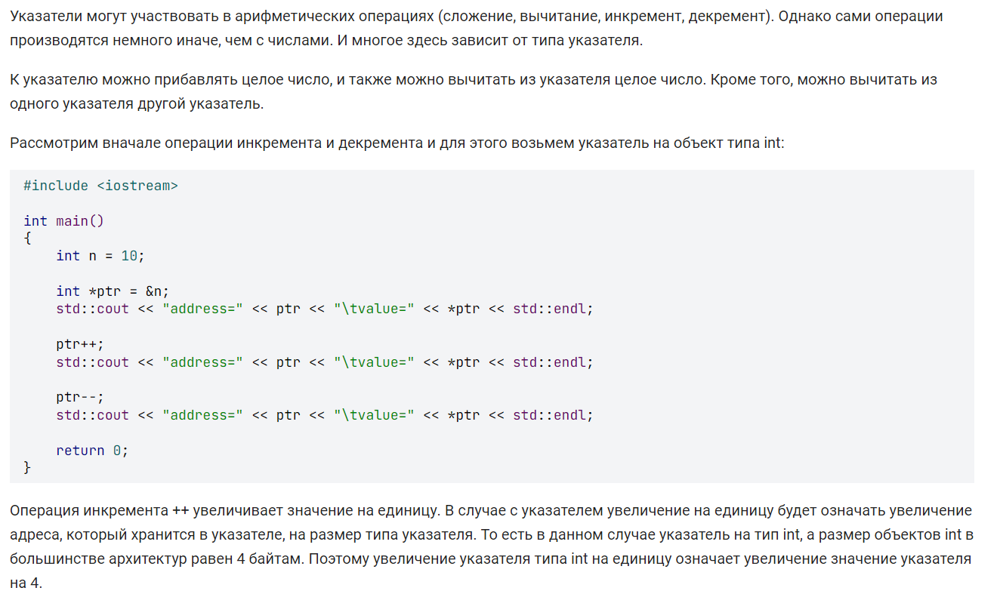 Указатели могут участвовать в арифметических операциях (сложение, вычитание, инкремент, декремент). Однако сами операции
производятся немного иначе, чем с числами. И многое здесь зависит от типа указателя.
К указателю можно прибавлять целое число, и также можно вычитать из указателя целое число. Кроме того, можно вычитать из
одного указателя другой указатель.
Рассмотрим вначале операции инкремента и декремента и для этого возьмем указатель на объект типа int:
#include <iostream>
int main()
{
    int n = 10;
    int *ptr = &n;
    std::cout << "address=" << ptr << "\tvalue=" << *ptr << std::endl;
    ptr++;
    std::cout << "address=" << ptr << "\tvalue=" << *ptr << std::endl;
    ptr--;
    std::cout << "address=" << ptr << "\tvalue=" << *ptr << std::endl;
    return 0;
}
Операция инкремента ++ увеличивает значение на единицу. В случае с указателем увеличение на единицу будет означать увеличение
адреса, который хранится в указателе, на размер типа указателя. То есть в данном случае указатель на тип int, а размер объектов int в
большинстве архитектур равен 4 байтам. Поэтому увеличение указателя типа int на единицу означает увеличение значение указателя
на 4.